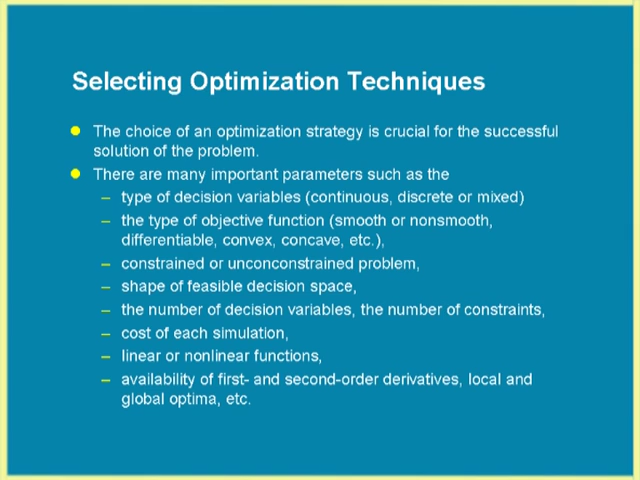 Selecting Optimization Techniques
The choice of an optimization strategy is crucial for the successful
solution of the problem.
There are many important parameters such as the
– type of decision variables (continuous, discrete or mixed)
– the type of objective function (smooth or nonsmooth,
differentiable, convex, concave, etc.),
– constrained or unconconstrained problem,
– shape of feasible decision space,
– the number of decision variables, the number of constraints,
– cost of each simulation,
– linear or nonlinear functions,
– availability of first- and second-order derivatives, local and
global optima, etc.